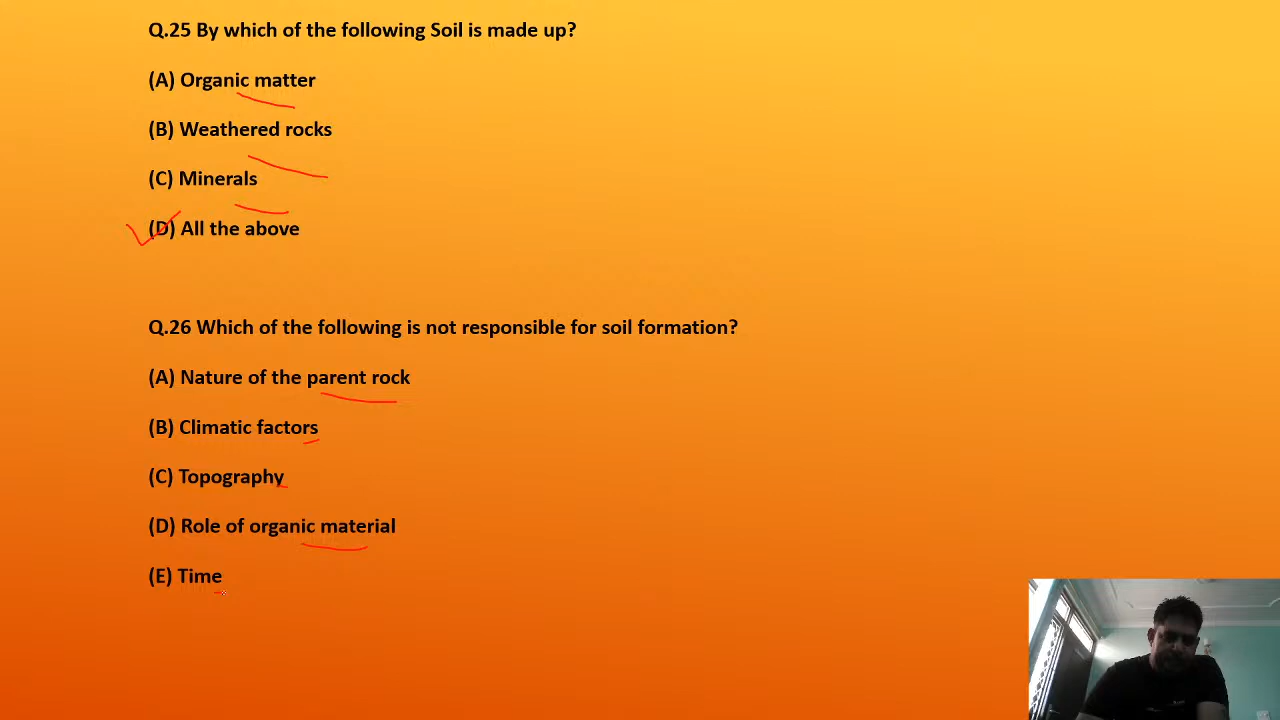 Q.25 By which of the following Soil is made up?
(A) Organic matter
(B) Weathered rocks
(C) Minerals
(D) All the above
Q.26 Which of the following is not responsible for soil formation?
(A) Nature of the parent rock
(B) Climatic factors
(C) Topography
(D) Role of organic material
(E) Time